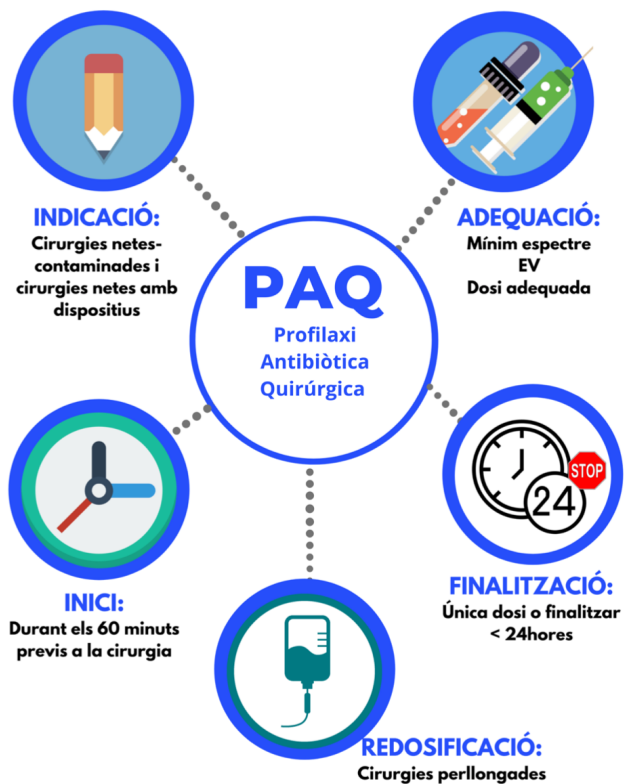 INDICACIÓ:
Cirurgies netes-
contaminades i
cirurgies netes amb
dispositius
ADEQUACIÓ:
Mínim espectre
EV
Dosi adequada
PAQ
Profilaxi
Antibiòtica
Quirúrgica
INICI:
Durant els 60 minuts
previs a la cirurgia
STOP
24
FINALITZACIÓ:
Única dosi o finalitzar
< 24hores
REDOSIFICACIÓ:
Cirurgies perllongades